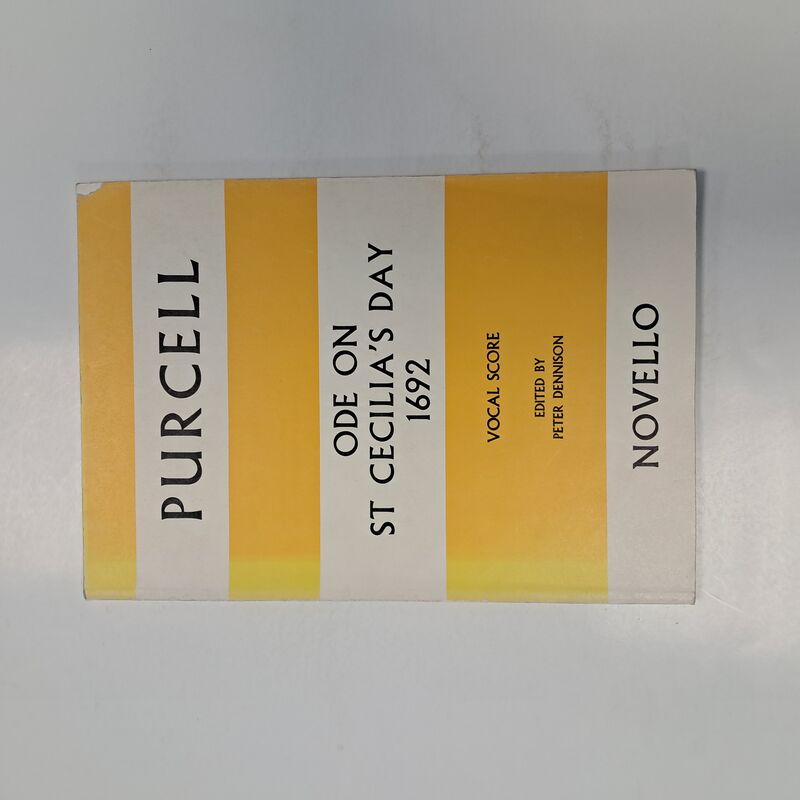 PURCELL
ODE ON
ST CECILIA'S DAY
1692
VOCAL SCORE
EDITED BY
PETER DENNISON
NOVELLO